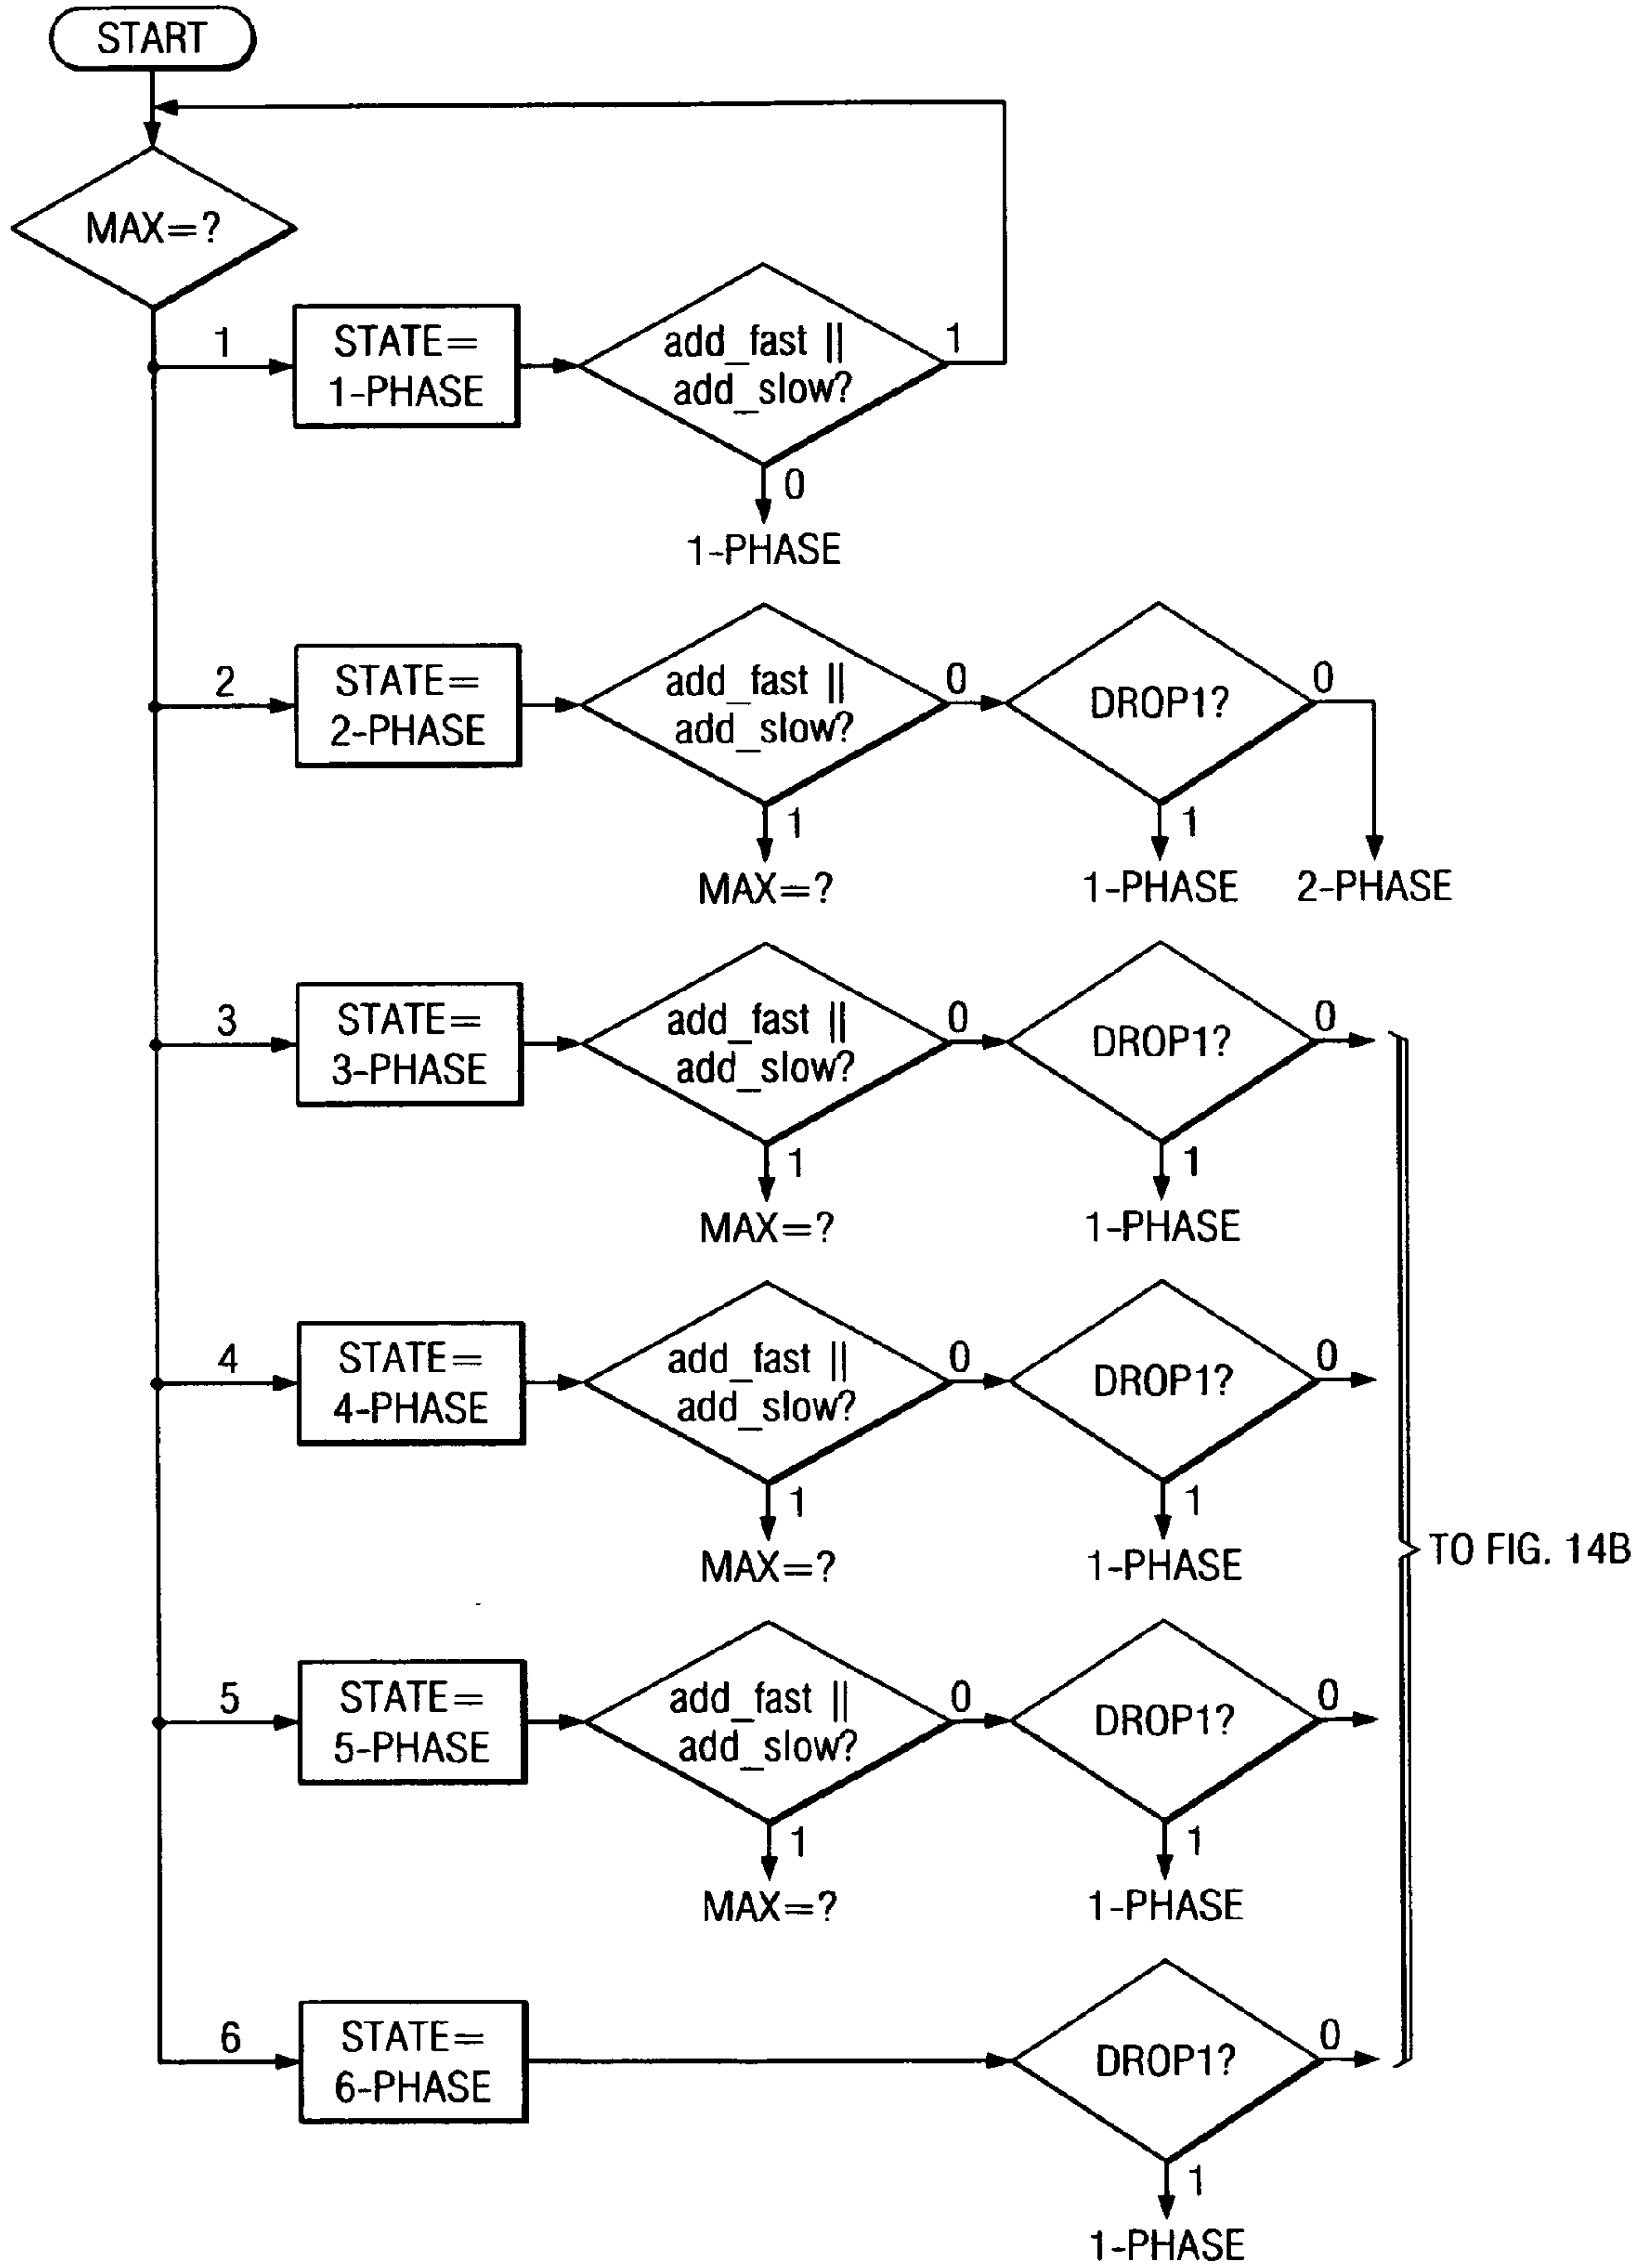 START
MAX=?
1
STATE=
1-PHASE
add_fast ||
add_slow?
1
0
1-PHASE
2
STATE=
2-PHASE
add_fast ||
add_slow?
0
DROP1?
0
1
1
MAX=?
1-PHASE
2-PHASE
3
STATE=
3-PHASE
add_fast ||
add_slow?
0
DROP1?
0
1
1
MAX=?
1-PHASE
4
STATE=
4-PHASE
add_fast ||
add_slow?
0
DROP1?
0
1
1
MAX=?
1-PHASE
TO FIG. 14B
5
STATE=
5-PHASE
add_fast ||
add_slow?
0
DROP1?
0
1
1
MAX=?
1-PHASE
6
STATE=
6-PHASE
DROP1?
0
1
1-PHASE